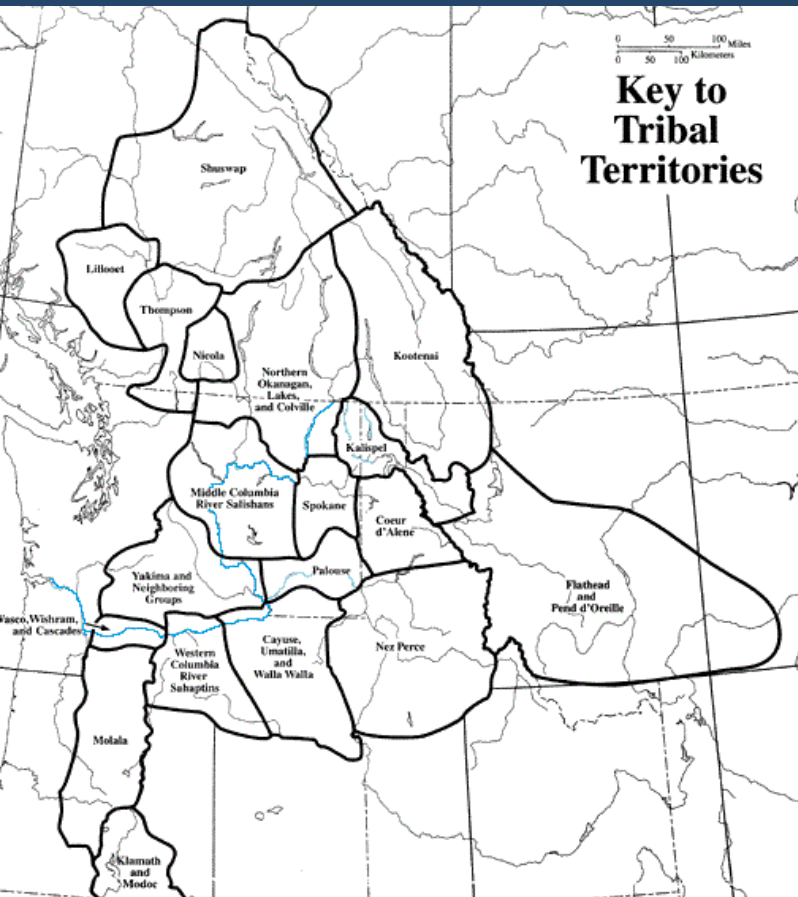 0 50 100 Miles
0 50 100 Kilometers
Key to
Tribal
Territories
Shuswap
Lillooet
Thompson
Nicola
Kootenai
Northern
Okanagan,
Lakes,
and Colville
Kalispel
Middle Columbia
River Salishans
Spokane
Coeur
d'Alene
Palouse
Yakima and
Neighboring
Groups
Flathead
and
Pend d'Oreille
Wasco, Wishram,
and Cascades
Western
Columbia
River
Sahaptins
Cayuse,
Umatilla,
and
Walla Walla
Nez Perce
Molala
Klamath
and
Modoc